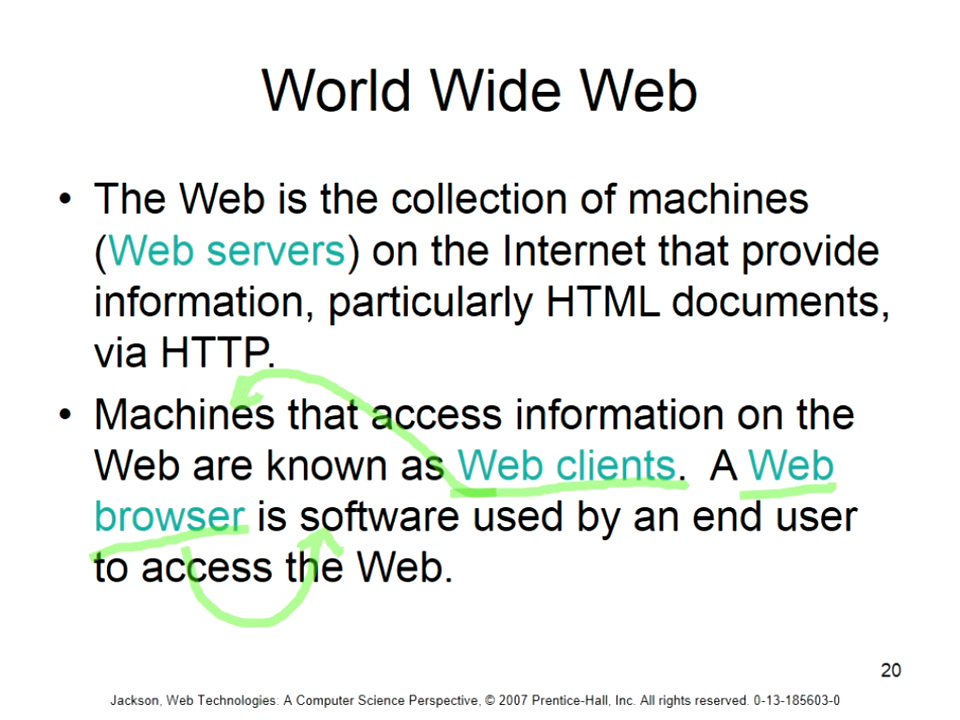 World Wide Web
• The Web is the collection of machines
(Web servers) on the Internet that provide
information, particularly HTML documents,
via HTTP.
• Machines that access information on the
Web are known as Web clients. A Web
browser is software used by an end user
to access the Web.
20
Jackson, Web Technologies: A Computer Science Perspective, © 2007 Prentice-Hall, Inc. All rights reserved. 0-13-185603-0